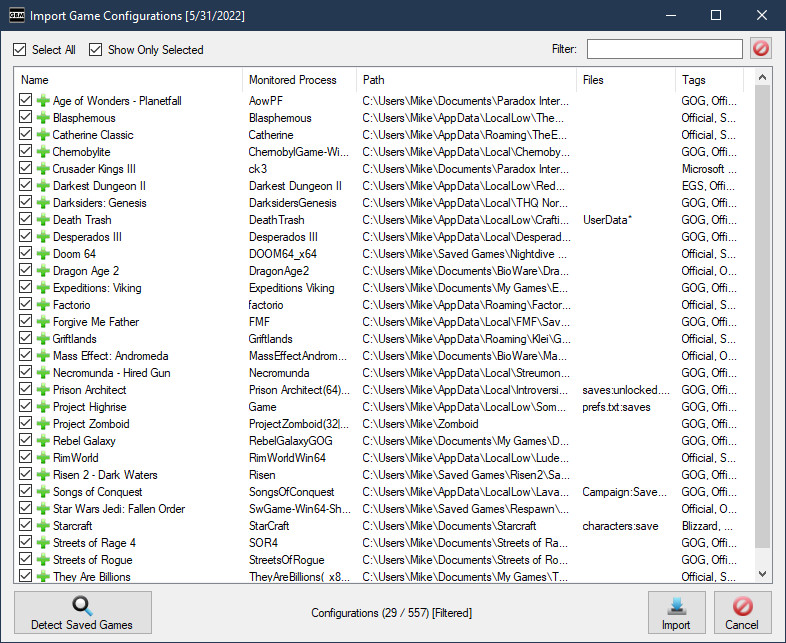 GBM Import Game Configurations [5/31/2022]
Select All Show Only Selected Filter:
Name Monitored Process Path Files Tags
Age of Wonders - Planetfall AowPF C:\Users\Mike\Documents\Paradox Inter... GOG, Offi...
Blasphemous Blasphemous C:\Users\Mike\AppData\LocalLow\The... Official, S...
Catherine Classic Catherine C:\Users\Mike\AppData\Roaming\TheE... Official, S...
Chernobylite ChernobylGame-Wi... C:\Users\Mike\AppData\Local\Chernoby... GOG, Offi...
Crusader Kings III ck3 C:\Users\Mike\Documents\Paradox Inter... Microsoft ...
Darkest Dungeon II Darkest Dungeon II C:\Users\Mike\AppData\LocalLow\Red... EGS, Offi...
Darksiders: Genesis DarksidersGenesis C:\Users\Mike\AppData\Local\THQ Nor... GOG, Offi...
Death Trash DeathTrash C:\Users\Mike\AppData\LocalLow\Crafti... UserData* GOG, Offi...
Desperados III Desperados III C:\Users\Mike\AppData\Local\Desperad... GOG, Offi...
Doom 64 DOOM64_x64 C:\Users\Mike\Saved Games\Nightdive ... Official, S...
Dragon Age 2 DragonAge2 C:\Users\Mike\Documents\BioWare\Dra... Official, O...
Expeditions: Viking Expeditions Viking C:\Users\Mike\Documents\My Games\E... GOG, Offi...
Factorio factorio C:\Users\Mike\AppData\Roaming\Factor... Official, S...
Forgive Me Father FMF C:\Users\Mike\AppData\Local\FMF\Sav... GOG, Offi...
Griftlands Griftlands C:\Users\Mike\AppData\Roaming\Klei\G... Official, S...
Mass Effect: Andromeda MassEffectAndrom... C:\Users\Mike\Documents\BioWare\Ma... Official, O...
Necromunda - Hired Gun Necromunda C:\Users\Mike\AppData\Local\Streumon... GOG, Offi...
Prison Architect Prison Architect(64)... C:\Users\Mike\AppData\Local\Introversi... saves:unlocked.... GOG, Offi...
Project Highrise Game C:\Users\Mike\AppData\LocalLow\Som... prefs.txt:saves GOG, Offi...
Project Zomboid ProjectZomboid(32|... C:\Users\Mike\Zomboid GOG, Offi...
Rebel Galaxy RebelGalaxyGOG C:\Users\Mike\Documents\My Games\D... GOG, Offi...
RimWorld RimWorldWin64 C:\Users\Mike\AppData\LocalLow\Lude... Official, S...
Risen 2 - Dark Waters Risen C:\Users\Mike\Saved Games\Risen2\Sa... GOG, Offi...
Songs of Conquest SongsOfConquest C:\Users\Mike\AppData\LocalLow\Lava... Campaign:Save... GOG, Offi...
Star Wars Jedi: Fallen Order SwGame-Win64-Sh... C:\Users\Mike\Saved Games\Respawn\... Official, O...
Starcraft StarCraft C:\Users\Mike\Documents\Starcraft characters:save Blizzard, ...
Streets of Rage 4 SOR4 C:\Users\Mike\Documents\Streets of Ra... GOG, Offi...
Streets of Rogue StreetsOfRogue C:\Users\Mike\Documents\Streets of Ro... GOG, Offi...
They Are Billions TheyAreBillions(_x8... C:\Users\Mike\Documents\My Games\T... Official, S...
Detect Saved Games Configurations (29 / 557) [Filtered] Import Cancel